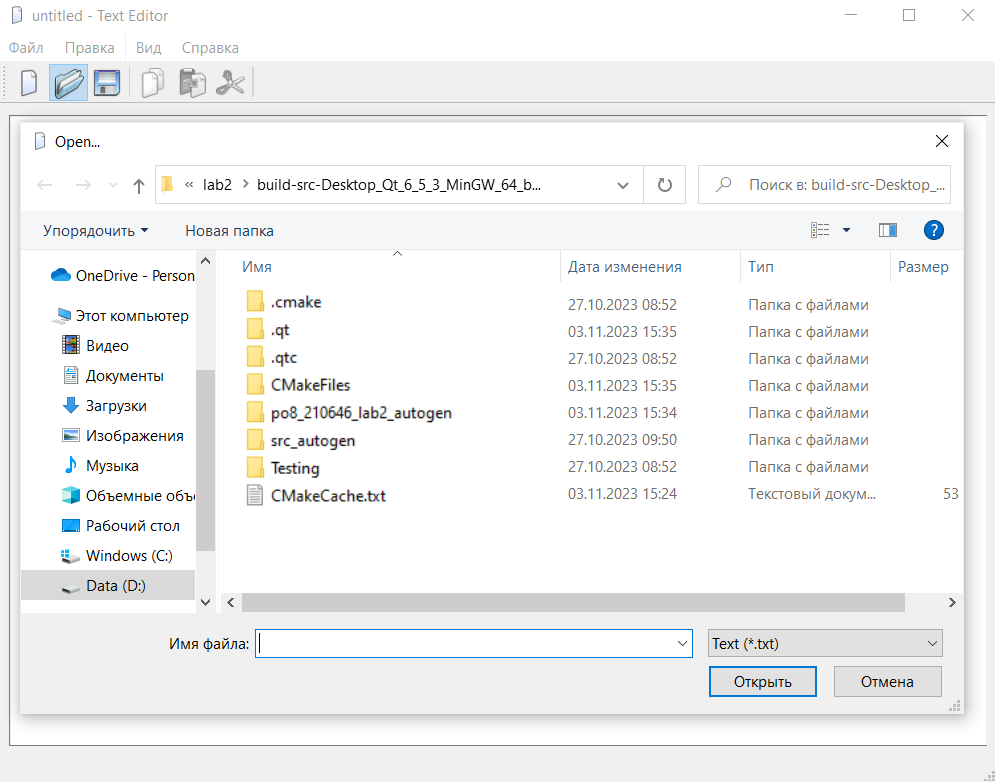 untitled - Text Editor
Файл Правка Вид Справка
Open...
« lab2 › build-src-Desktop_Qt_6_5_3_MinGW_64_b...
Поиск в: build-src-Desktop_...
Упорядочить Новая папка
?
OneDrive - Person
Этот компьютер
Видео
Документы
Загрузки
Изображения
Музыка
Объемные объ
Рабочий стол
Windows (C:)
Data (D:)
Имя Дата изменения Тип Размер
.cmake 27.10.2023 08:52 Папка с файлами
.qt 03.11.2023 15:35 Папка с файлами
.qtc 27.10.2023 08:52 Папка с файлами
CMakeFiles 03.11.2023 15:35 Папка с файлами
po8_210646_lab2_autogen 03.11.2023 15:34 Папка с файлами
src_autogen 27.10.2023 09:50 Папка с файлами
Testing 27.10.2023 08:52 Папка с файлами
CMakeCache.txt 03.11.2023 15:24 Текстовый докум... 53
Имя файла: Text (*.txt)
Открыть Отмена